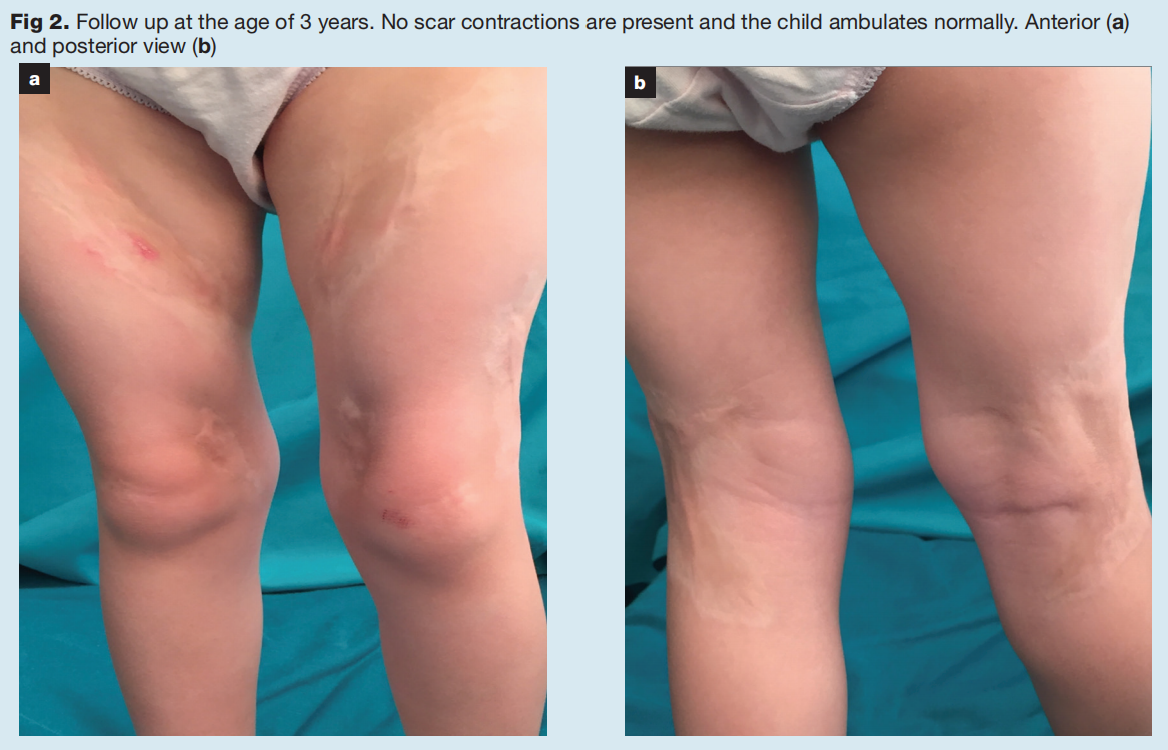 Fig 2. Follow up at the age of 3 years. No scar contractions are present and the child ambulates normally. Anterior (a)
and posterior view (b)
a
b